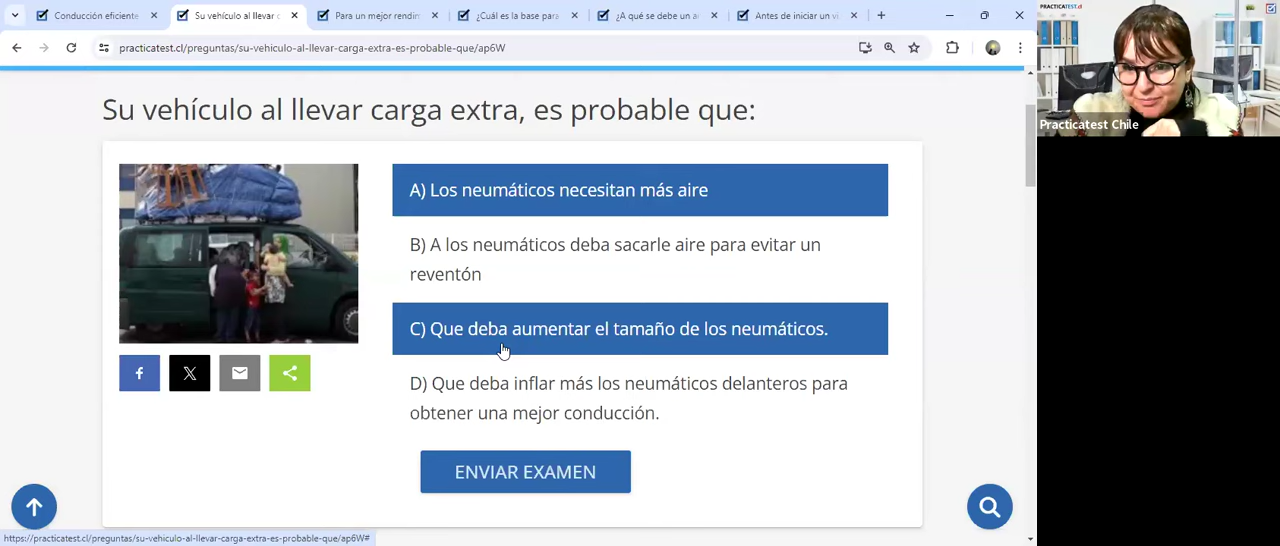 Conducción eficiente
Su vehículo al llevar c
Para un mejor rendim
¿Cuál es la base para
¿A qué se debe un a
Antes de iniciar un vi
practicatest.cl/preguntas/su-vehiculo-al-llevar-carga-extra-es-probable-que/ap6W
PRACTICATEST.cl
Practicatest Chile
Su vehículo al llevar carga extra, es probable que:
A) Los neumáticos necesitan más aire
B) A los neumáticos deba sacarle aire para evitar un
reventón
C) Que deba aumentar el tamaño de los neumáticos.
D) Que deba inflar más los neumáticos delanteros para
obtener una mejor conducción.
ENVIAR EXAMEN
https://practicatest.cl/preguntas/su-vehiculo-al-llevar-carga-extra-es-probable-que/ap6W#